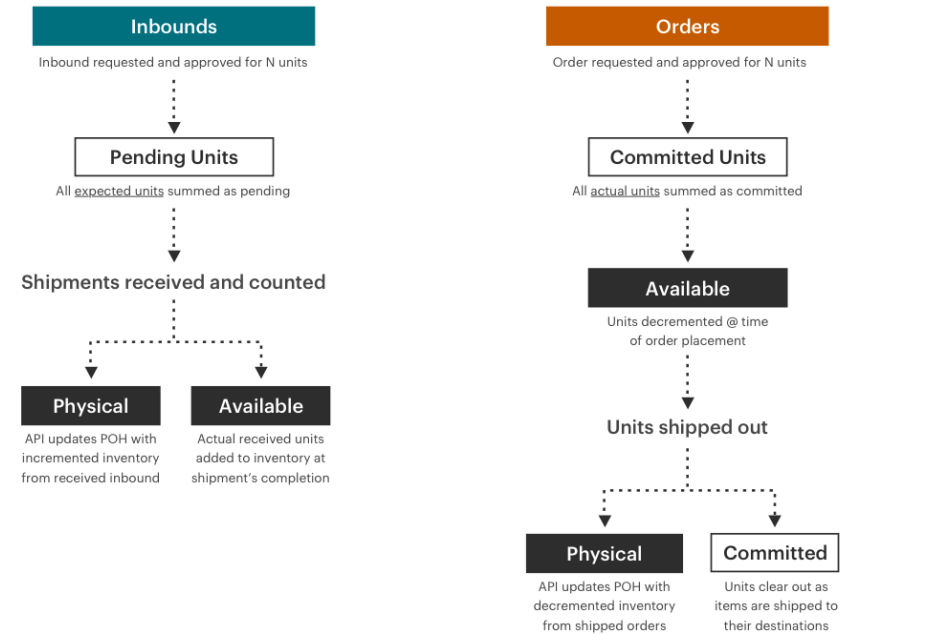 Inbounds
Inbound requested and approved for N units
Pending Units
All expected units summed as pending
Shipments received and counted
Physical
API updates POH with
incremented inventory
from received inbound
Available
Actual received units
added to inventory at
shipment's completion
Orders
Order requested and approved for N units
Committed Units
All actual units summed as committed
Available
Units decremented @ time
of order placement
Units shipped out
Physical
API updates POH with
decremented inventory
from shipped orders
Committed
Units clear out as
items are shipped to
their destinations